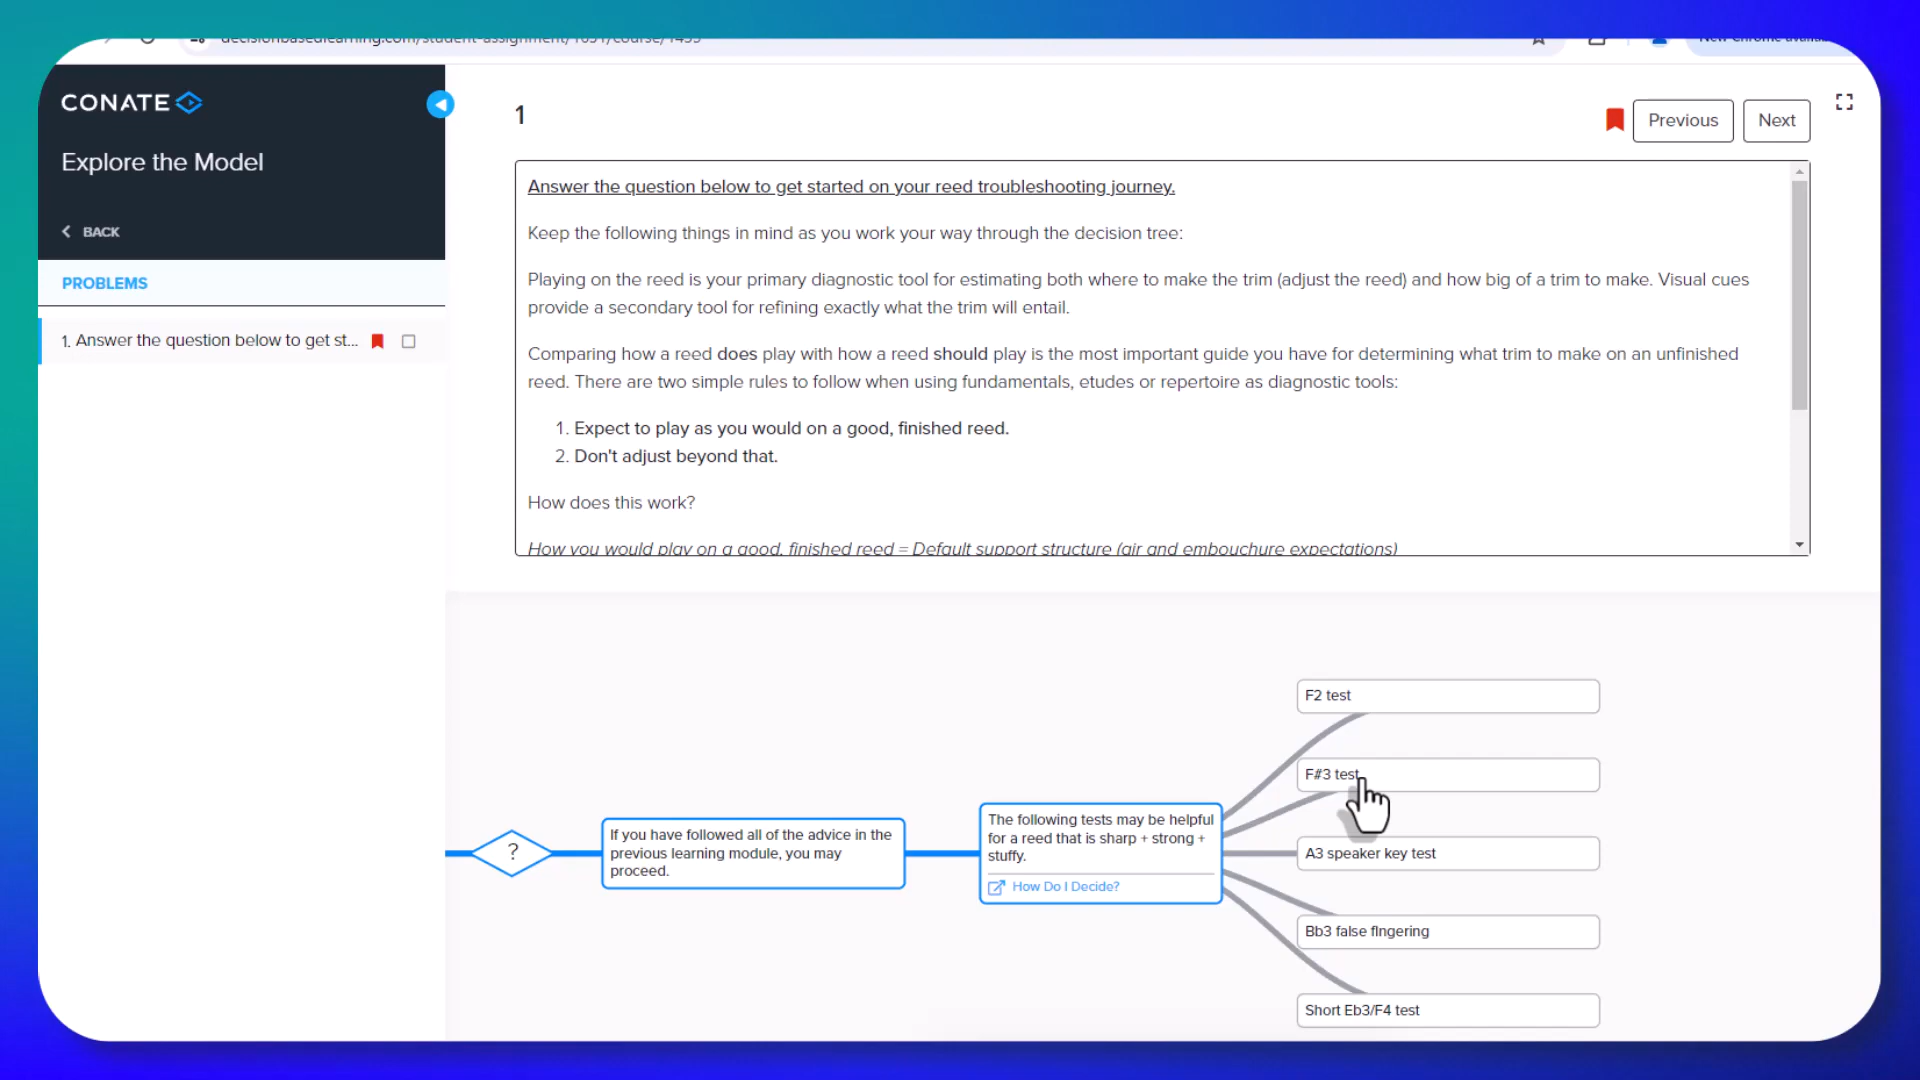 decisionbasedlearning.com/student-assignment/1651/course/1455
CONATE
Explore the Model
BACK
PROBLEMS
1. Answer the question below to get st...
1
Previous
Next
Answer the question below to get started on your reed troubleshooting journey.
Keep the following things in mind as you work your way through the decision tree:
Playing on the reed is your primary diagnostic tool for estimating both where to make the trim (adjust the reed) and how big of a trim to make. Visual cues
provide a secondary tool for refining exactly what the trim will entail.
Comparing how a reed does play with how a reed should play is the most important guide you have for determining what trim to make on an unfinished
reed. There are two simple rules to follow when using fundamentals, etudes or repertoire as diagnostic tools:
1. Expect to play as you would on a good, finished reed.
2. Don't adjust beyond that.
How does this work?
How you would play on a good, finished reed = Default support structure (air and embouchure expectations)
?
If you have followed all of the advice in the
previous learning module, you may
proceed.
The following tests may be helpful
for a reed that is sharp + strong +
stuffy.
How Do I Decide?
F2 test
F#3 test
A3 speaker key test
Bb3 false fIngering
Short Eb3/F4 test